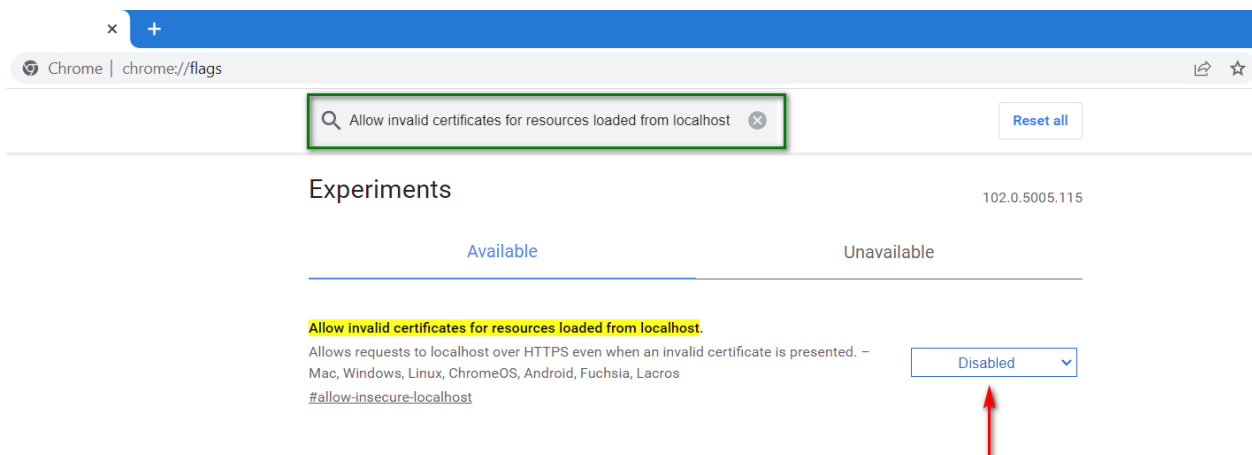 Chrome | chrome://flags
Allow invalid certificates for resources loaded from localhost
Reset all
Experiments
102.0.5005.115
Available
Unavailable
Allow invalid certificates for resources loaded from localhost.
Allows requests to localhost over HTTPS even when an invalid certificate is presented. –
Mac, Windows, Linux, ChromeOS, Android, Fuchsia, Lacros
#allow-insecure-localhost
Disabled